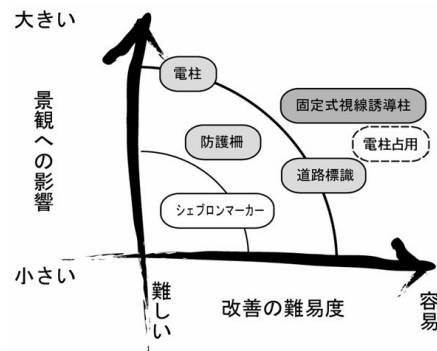 大きい
電柱
固定式視線誘導柱
景観への影響
防護柵
電柱占用
道路標識
シェブロンマーカー
小さい
難しい
改善の難易度
容易